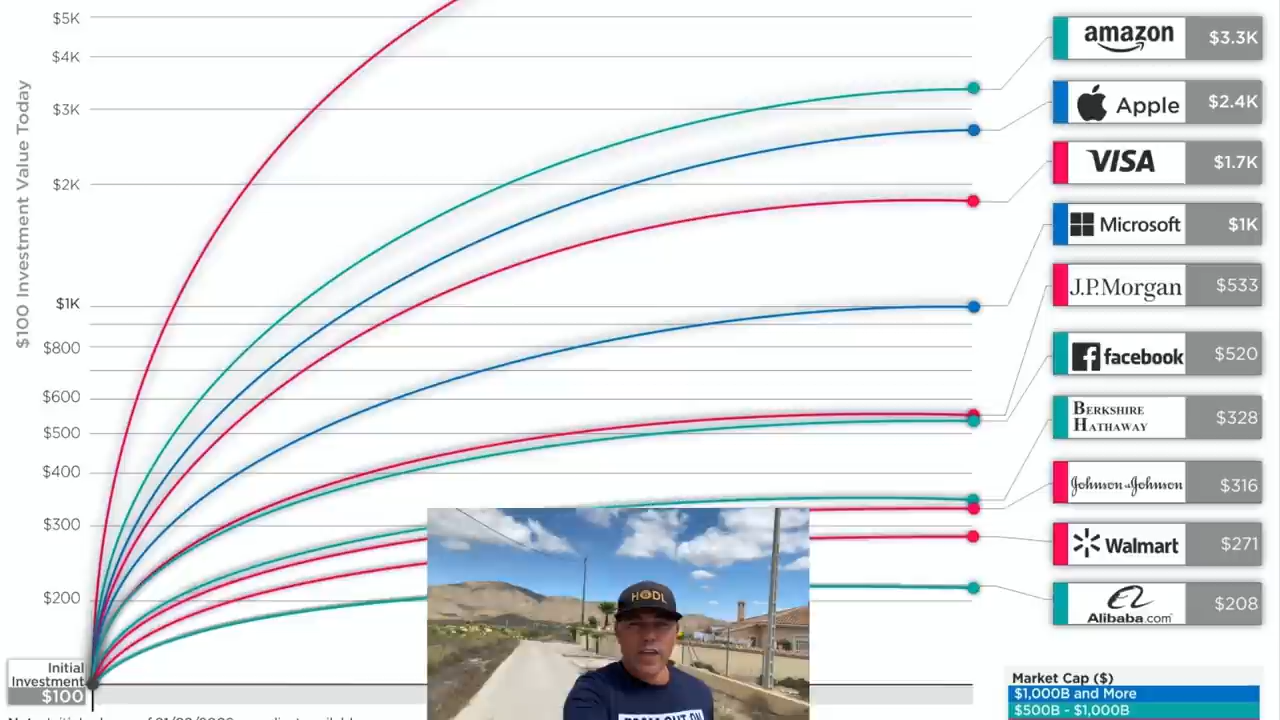 $5K
$4K
$3K
$2K
$1K
$800
$600
$500
$400
$300
$200
$100 Investment Value Today
Initial
Investment
$100
amazon
$3.3K
Apple
$2.4K
VISA
$1.7K
Microsoft
$1K
J.P.Morgan
$533
facebook
$520
BERKSHIRE
HATHAWAY
$328
Johnson & Johnson
$316
Walmart
$271
Alibaba.com
$208
Market Cap ($)
$1,000B and More
$500B - $1,000B
HODL